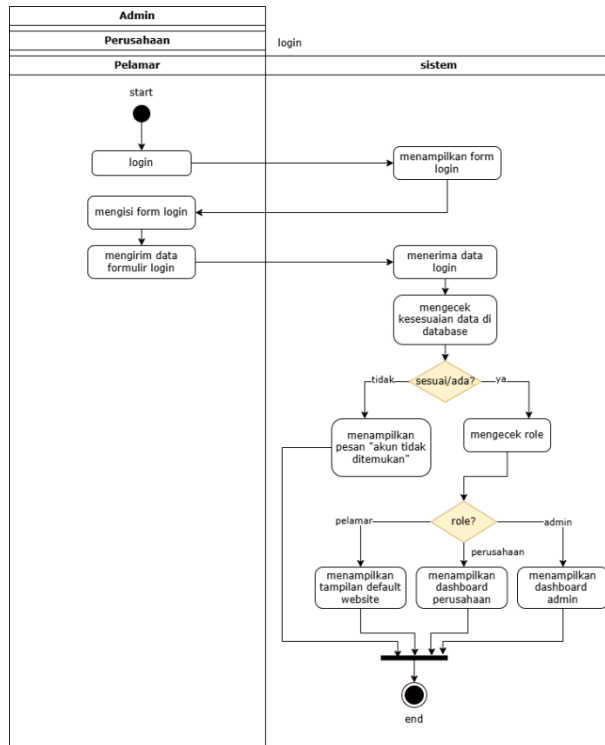 Admin
Perusahaan
login
Pelamar
sistem
start
login
menampilkan form
login
mengisi form login
mengirim data
formulir login
menerima data
login
mengecek
kesesuaian data di
database
tidak
sesuai/ada?
ya
menampilkan
pesan "akun tidak
ditemukan"
mengecek role
pelamar
role?
admin
perusahaan
menampilkan
tampilan default
website
menampilkan
dashboard
perusahaan
menampilkan
dashboard
admin
end